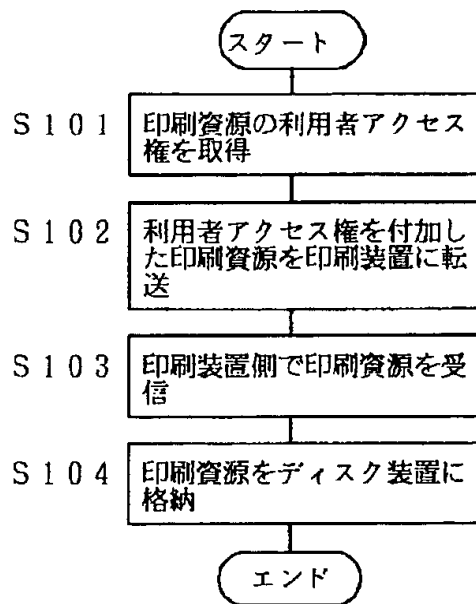 スタート
S101
印刷資源の利用者アクセス
権を取得
S102
利用者アクセス権を付加し
た印刷資源を印刷装置に転
送
S103
印刷装置側で印刷資源を受
信
S104
印刷資源をディスク装置に
格納
エンド